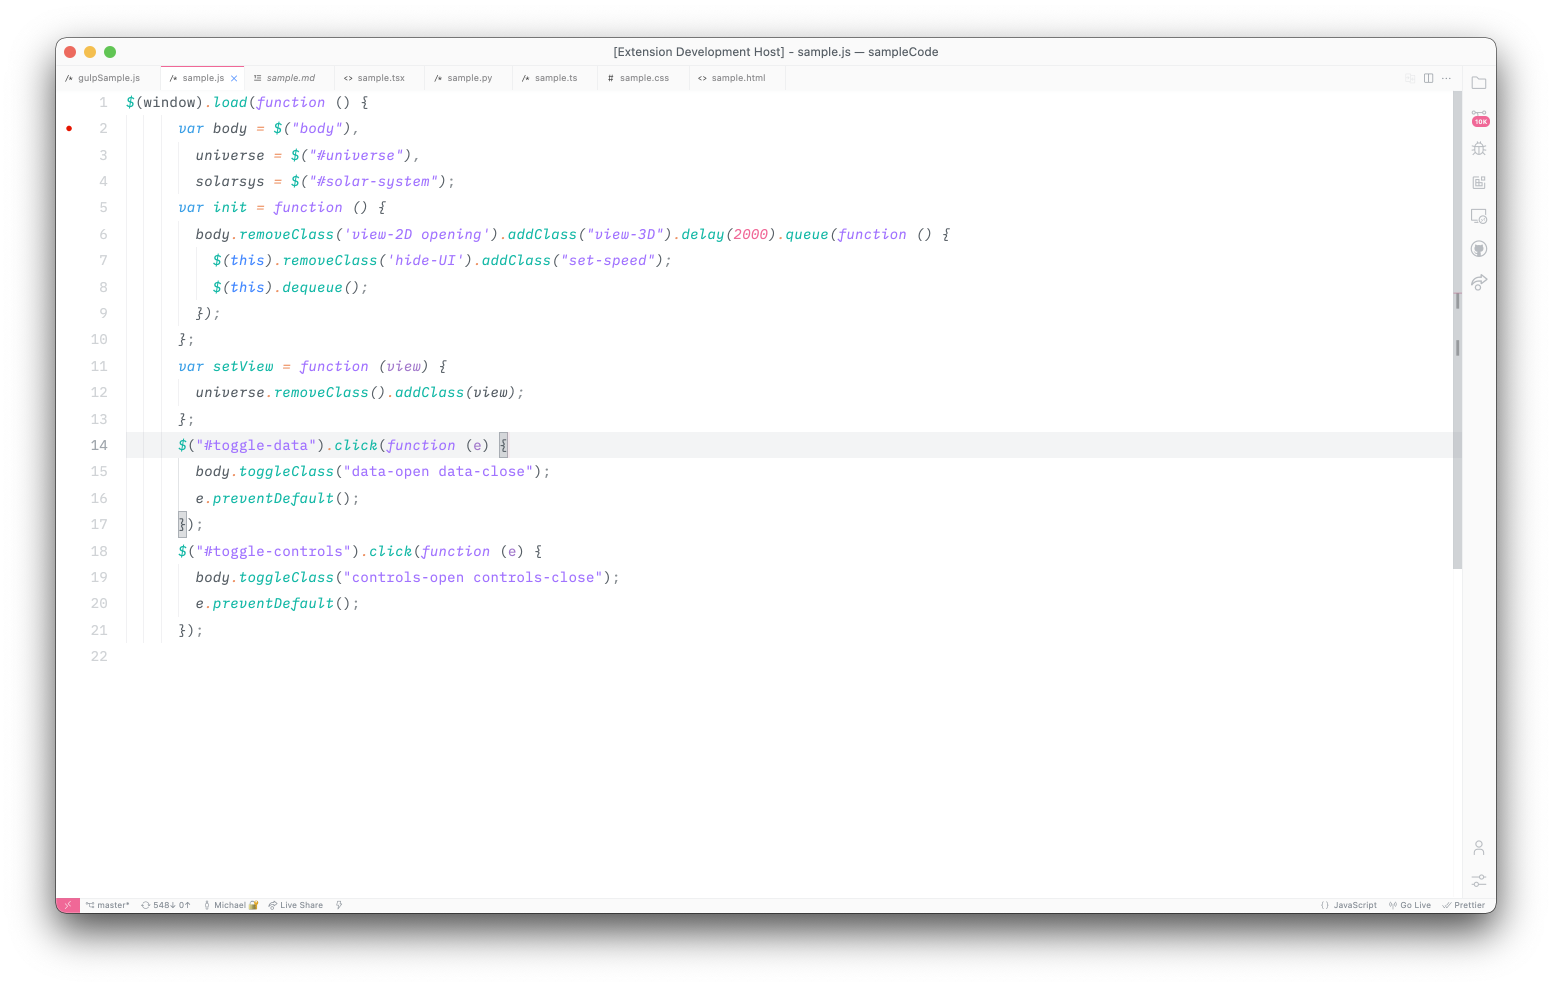 [Extension Development Host] - sample.js — sampleCode
gulpSample.js sample.js sample.md sample.tsx sample.py sample.ts # sample.css <> sample.html
1 $(window).load(function () {
2 var body = $("body"),
3 universe = $("#universe"),
4 solarsys = $("#solar-system");
5 var init = function () {
6 body.removeClass('view-2D opening').addClass("view-3D").delay(2000).queue(function () {
7 $(this).removeClass('hide-UI').addClass("set-speed");
8 $(this).dequeue();
9 });
10 };
11 var setView = function (view) {
12 universe.removeClass().addClass(view);
13 };
14 $("#toggle-data").click(function (e) {
15 body.toggleClass("data-open data-close");
16 e.preventDefault();
17 });
18 $("#toggle-controls").click(function (e) {
19 body.toggleClass("controls-open controls-close");
20 e.preventDefault();
21 });
22
10K
master* 548↓ 0↑ Michael 🔐 Live Share {} JavaScript Go Live Prettier